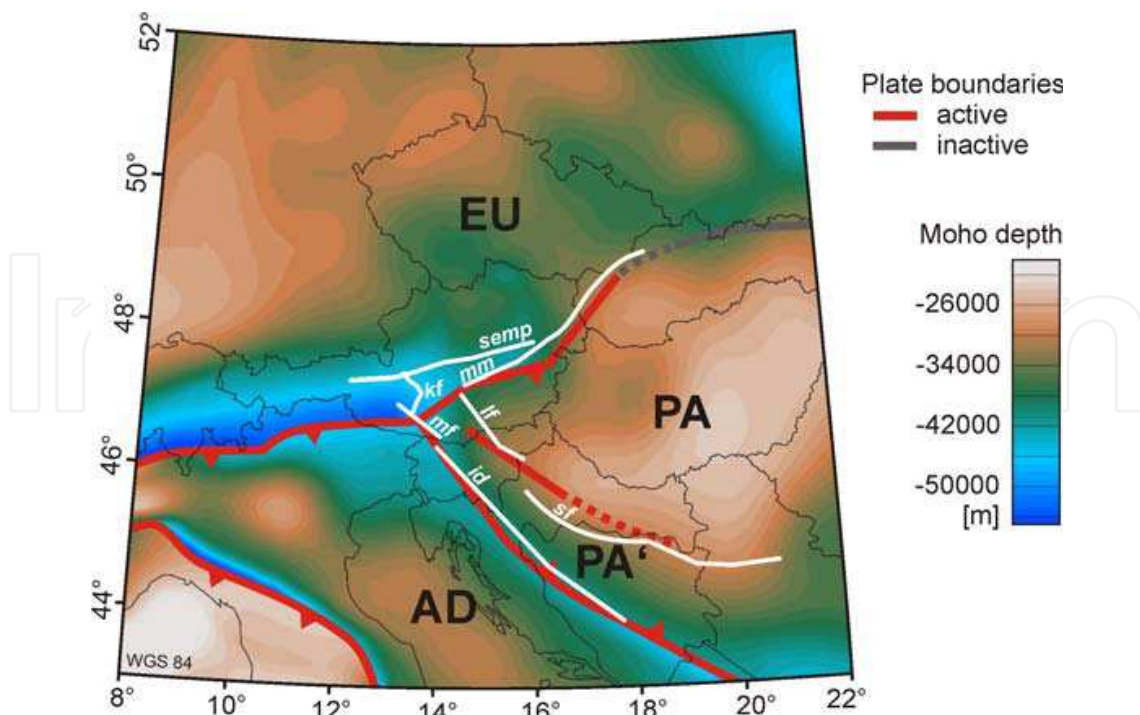 52°
50°
48°
46°
44°
EU
PA
PA'
AD
semp
mm
kf
lf
mf
id
sf
WGS 84
8°
10°
12°
14°
16°
18°
20°
22°
Plate boundaries
active
inactive
Moho depth
-26000
-34000
-42000
-50000
[m]